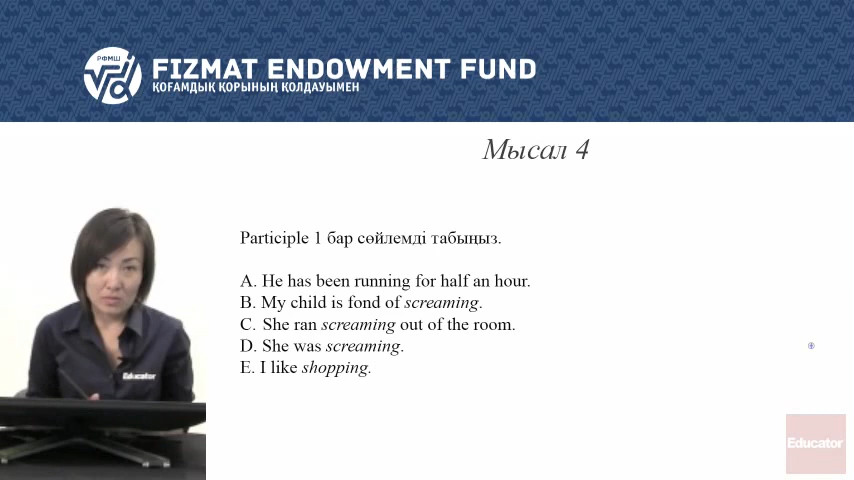 РФМШ
FIZMAT ENDOWMENT FUND
ҚОҒАМДЫҚ ҚОРЫНЫҢ ҚОЛДАУЫМЕН
Мысал 4
Participle 1 бар сөйлемді табыңыз.
A. He has been running for half an hour.
B. My child is fond of screaming.
C. She ran screaming out of the room.
D. She was screaming.
E. I like shopping.
Educator
Educator